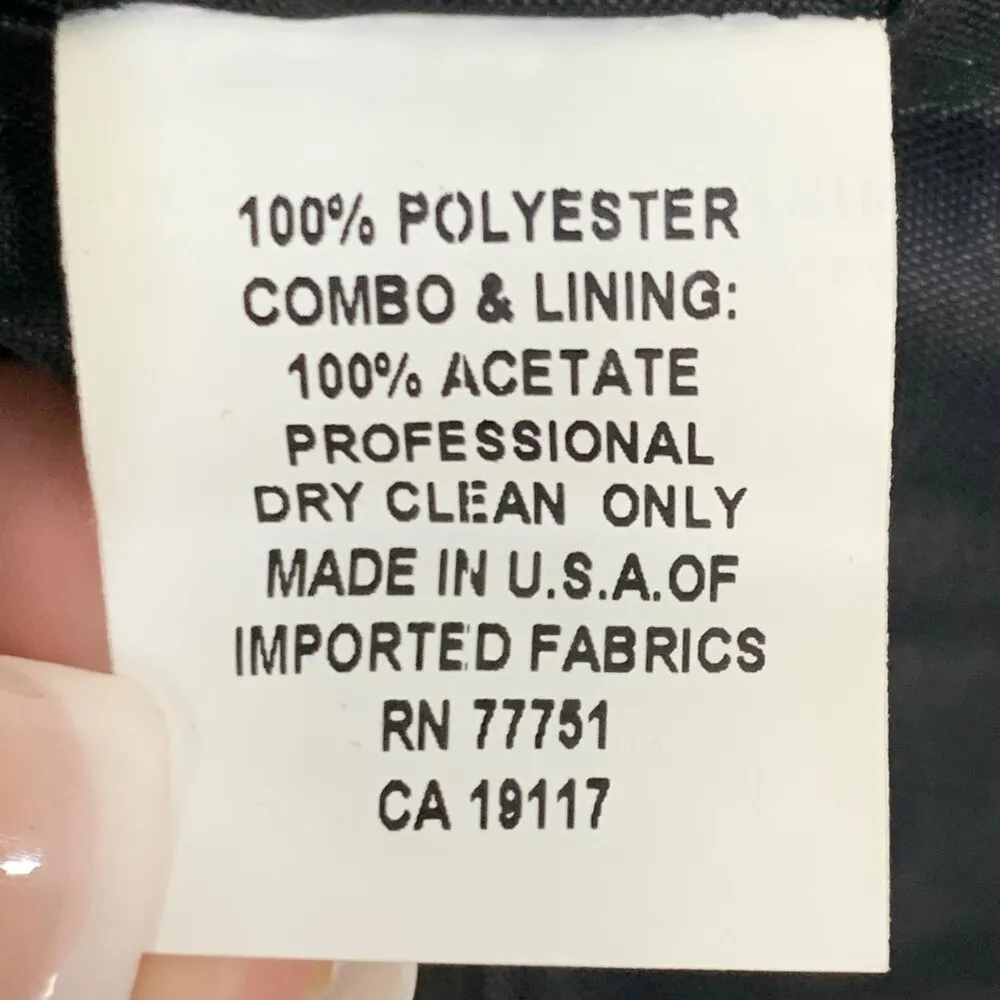 100% POLYESTER
COMBO & LINING:
100% ACETATE
PROFESSIONAL
DRY CLEAN ONLY
MADE IN U.S.A.OF
IMPORTED FABRICS
RN 77751
CA 19117